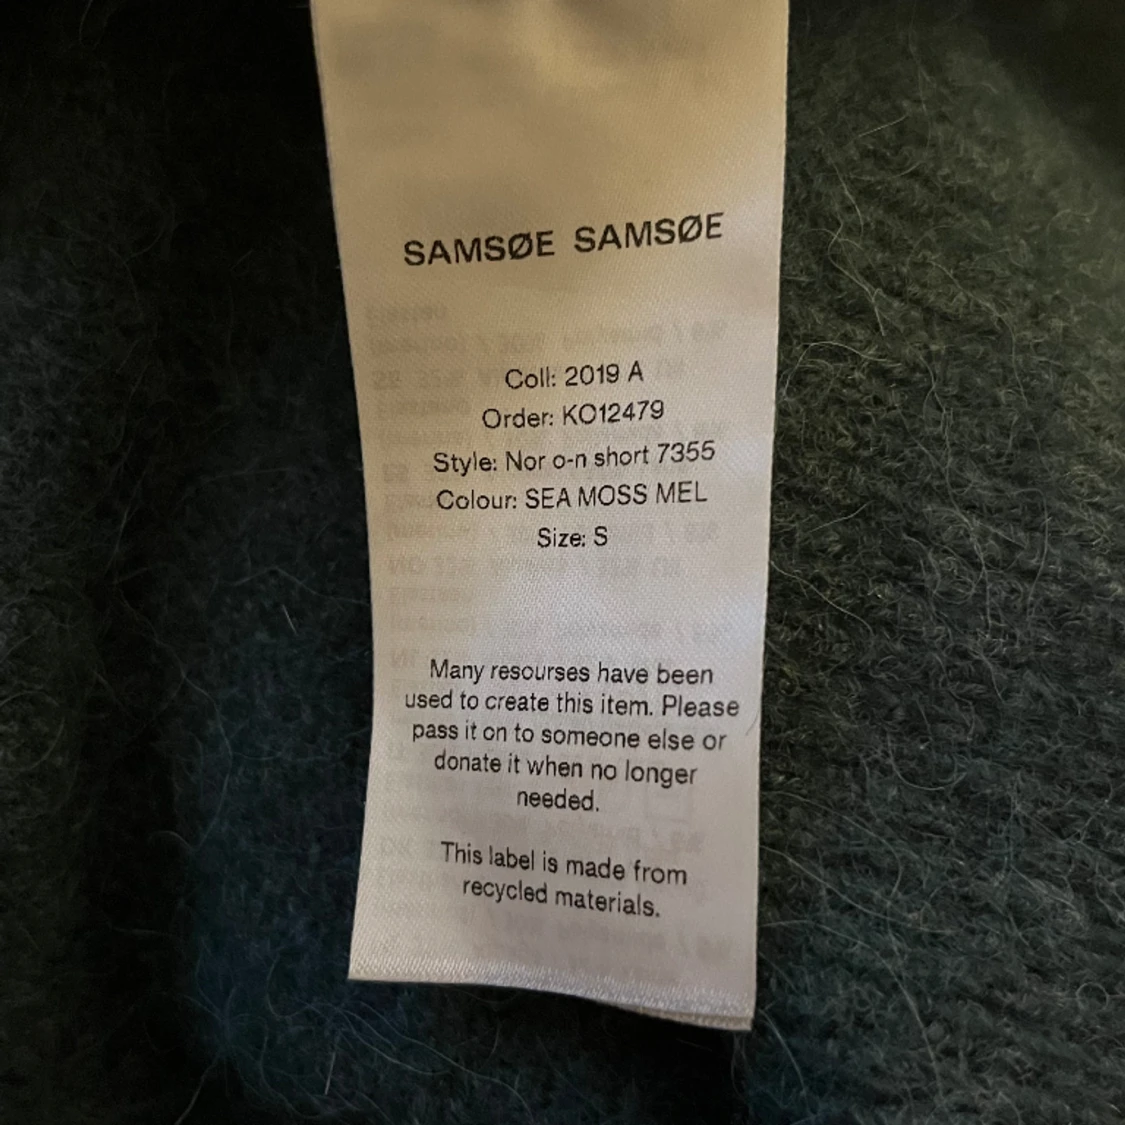 SAMSØE SAMSØE
Coll: 2019 A
Order: KO12479
Style: Nor o-n short 7355
Colour: SEA MOSS MEL
Size: S
Many resourses have been
used to create this item. Please
pass it on to someone else or
donate it when no longer
needed.
This label is made from
recycled materials.